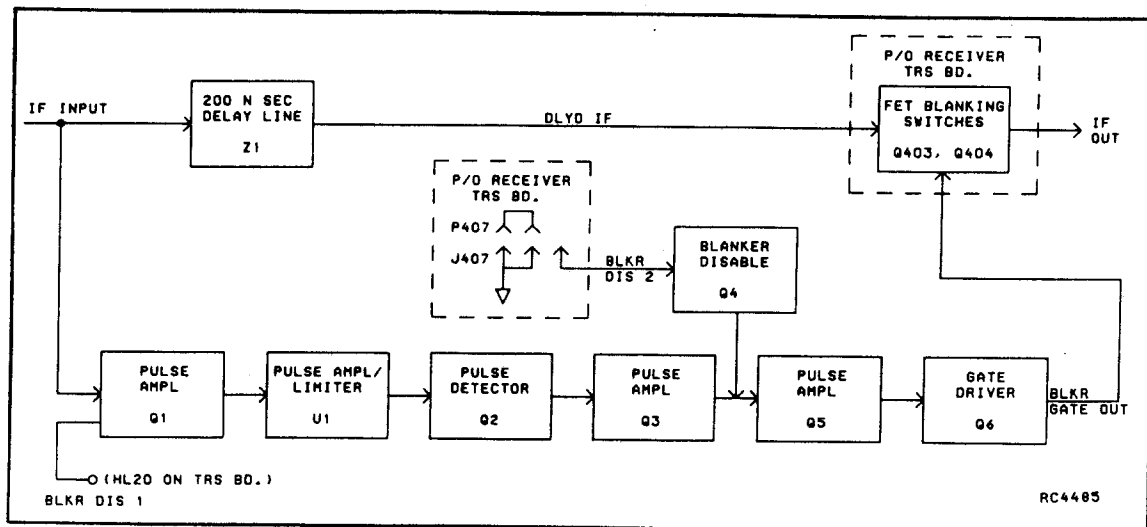 P/O RECEIVER
TRS BD.
IF INPUT
200 N SEC
DELAY LINE
Z1
DLYD IF
FET BLANKING
SWITCHES
Q403, Q404
IF
OUT
P/O RECEIVER
TRS BD.
P407
J407
BLKR
DIS 2
BLANKER
DISABLE
Q4
PULSE
AMPL
Q1
PULSE AMPL/
LIMITER
U1
PULSE
DETECTOR
Q2
PULSE
AMPL
Q3
PULSE
AMPL
Q5
GATE
DRIVER
Q6
BLKR
GATE OUT
(HL20 ON TRS BD.)
BLKR DIS 1
RC4485